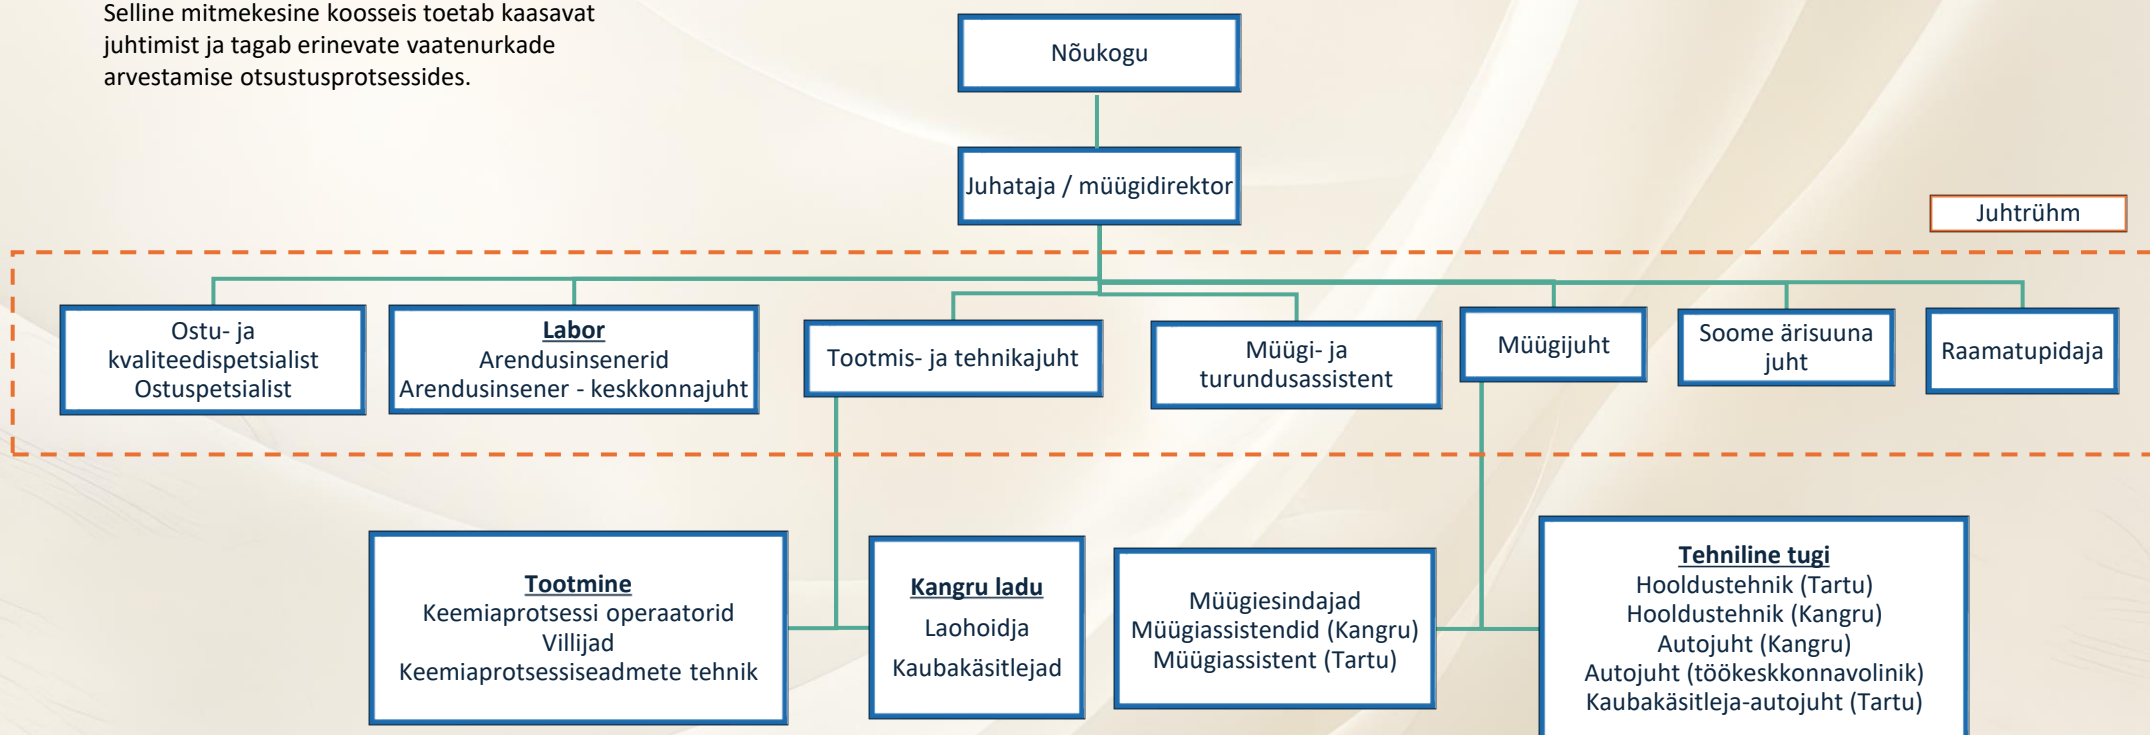 Selline mitmekesine koosseis toetab kaasavat
juhtimist ja tagab erinevate vaatenurkade
arvestamise otsustusprotsessides.
Nõukogu
Juhataja / müügidirektor
Juhtrühm
Ostu- ja
kvaliteedispetsialist
Ostuspetsialist
Labor
Arendusinsenerid
Arendusinsener - keskkonnajuht
Tootmis- ja tehnikajuht
Müügi- ja
turundusassistent
Müügijuht
Soome ärisuuna
juht
Raamatupidaja
Tootmine
Keemiaprotsessi operaatorid
Villijad
Keemiaprotsessiseadmete tehnik
Kangru ladu
Laohoidja
Kaubakäsitlejad
Müügiesindajad
Müügiassistendid (Kangru)
Müügiassistent (Tartu)
Tehniline tugi
Hooldustehnik (Tartu)
Hooldustehnik (Kangru)
Autojuht (Kangru)
Autojuht (töökeskkonnavolinik)
Kaubakäsitleja-autojuht (Tartu)